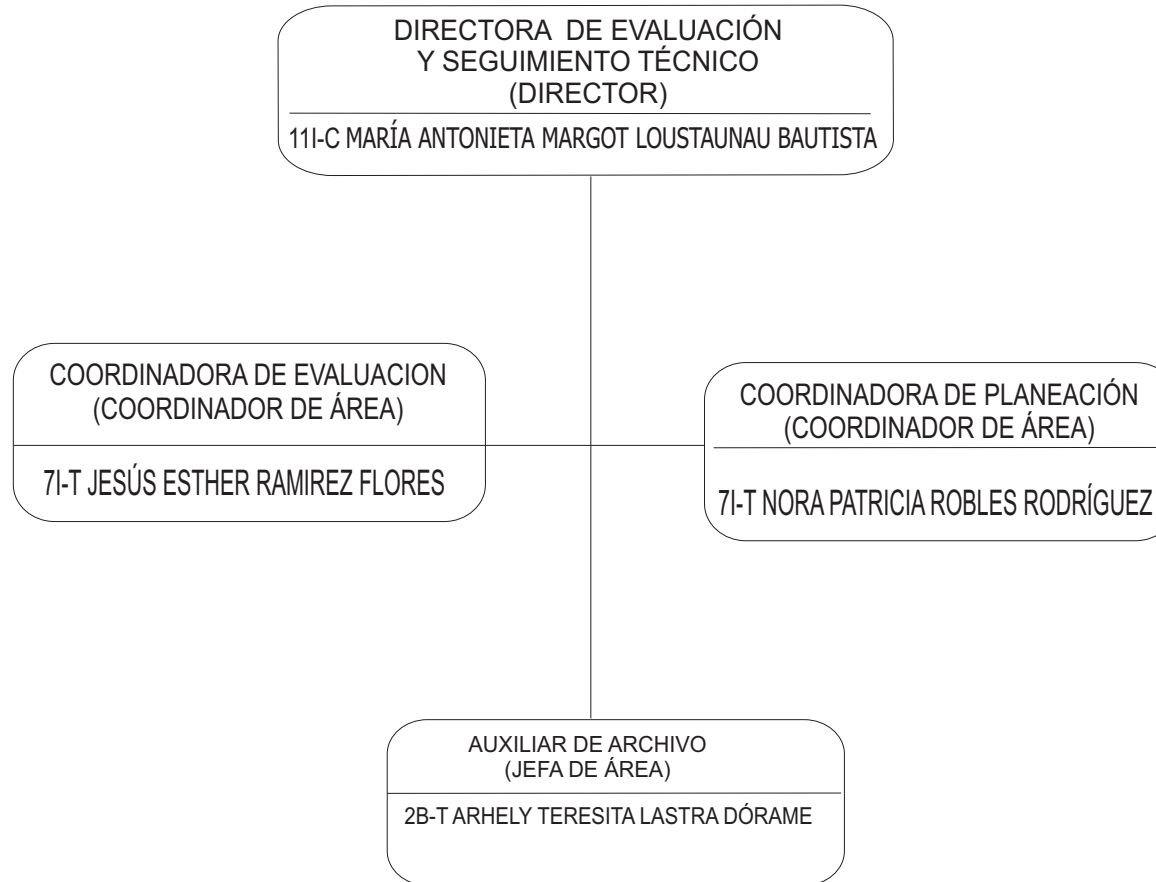 DIRECTORA DE EVALUACIÓN
Y SEGUIMIENTO TÉCNICO
(DIRECTOR)
11I-C MARÍA ANTONIETA MARGOT LOUSTAUNAU BAUTISTA
COORDINADORA DE EVALUACION
(COORDINADOR DE ÁREA)
7I-T JESÚS ESTHER RAMIREZ FLORES
COORDINADORA DE PLANEACIÓN
(COORDINADOR DE ÁREA)
7I-T NORA PATRICIA ROBLES RODRÍGUEZ
AUXILIAR DE ARCHIVO
(JEFA DE ÁREA)
2B-T ARHELY TERESITA LASTRA DÓRAME